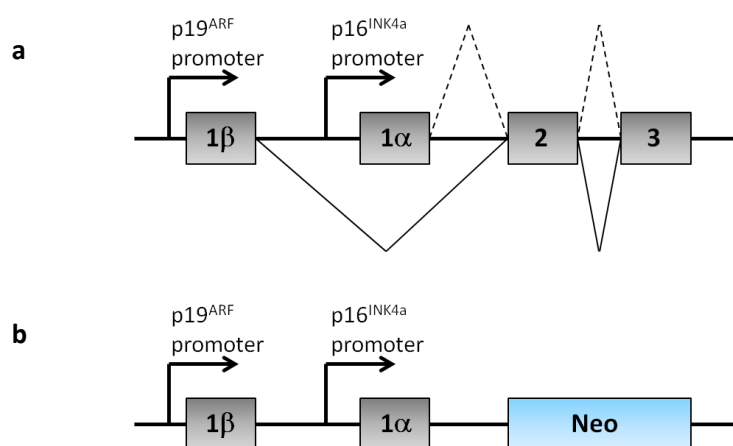 a
p19ARF p16INK4a
promoter promoter
1β 1α 2 3
b
p19ARF p16INK4a
promoter promoter
1β 1α Neo